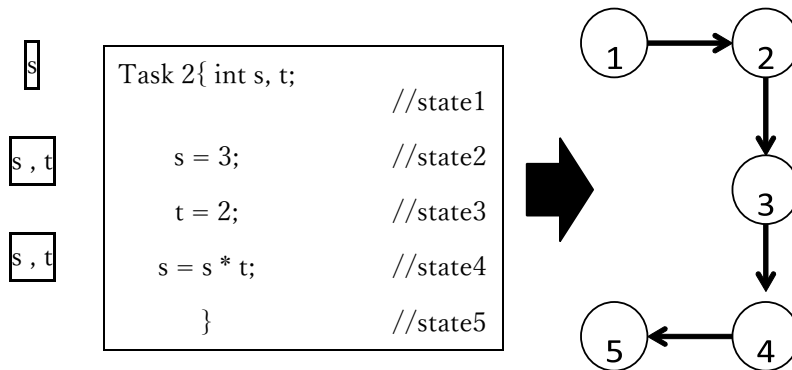 s
s , t
s , t
Task 2{ int s, t;
//state1
s = 3; //state2
t = 2; //state3
s = s * t; //state4
} //state5
1 2
3
5 4